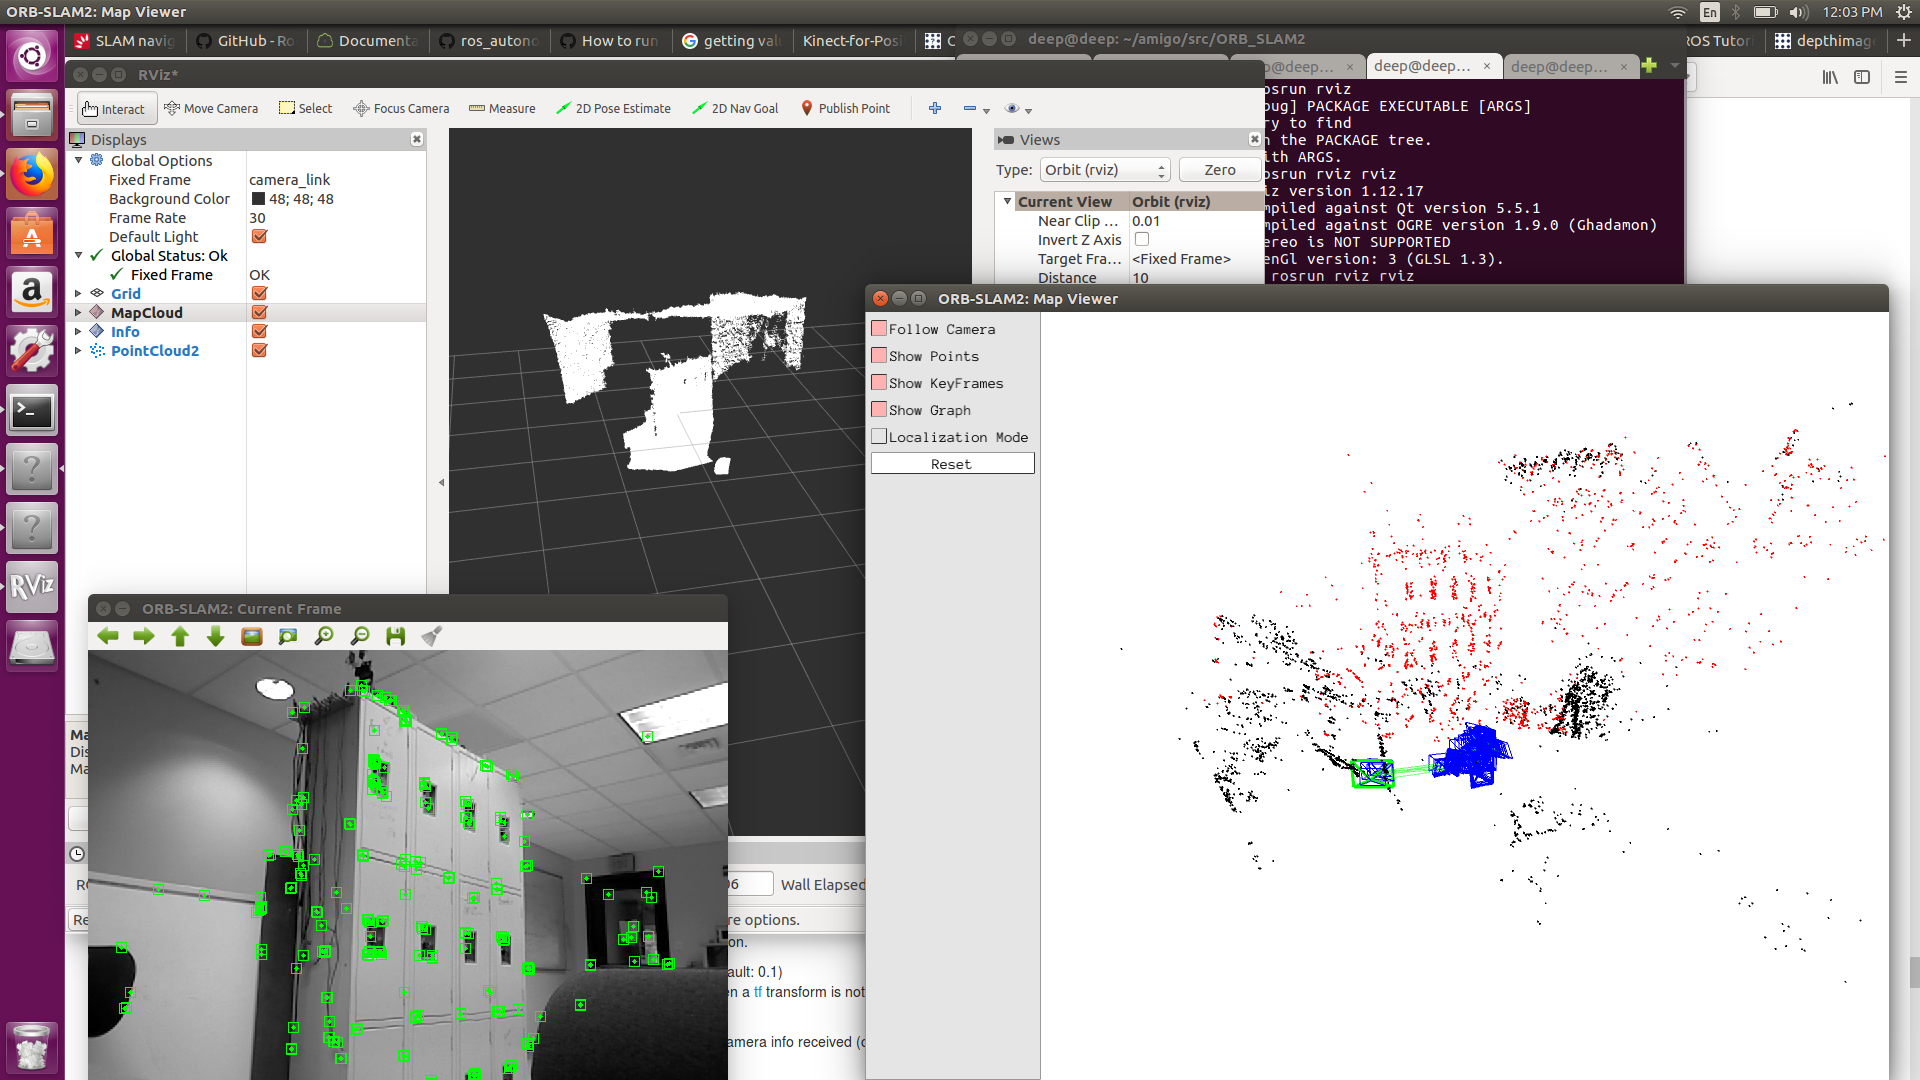 ORB-SLAM2: Map Viewer
En
12:03 PM
SLAM navig
GitHub - Ro
Documenta
ros_autono
How to run
getting val
Kinect-for-Posi
deep@deep: ~/amigo/src/ORB_SLAM2
ROS Tutori
depthimag
RViz*
p@deep...
deep@deep...
deep@deep...
Interact
Move Camera
Select
Focus Camera
Measure
2D Pose Estimate
2D Nav Goal
Publish Point
Displays
Global Options
Fixed Frame
camera_link
Background Color
48; 48; 48
Frame Rate
30
Default Light
Global Status: Ok
Fixed Frame
OK
Grid
MapCloud
Info
PointCloud2
Views
Type:
Orbit (rviz)
Zero
Current View
Orbit (rviz)
Near Clip ...
0.01
Invert Z Axis
Target Fra...
<Fixed Frame>
Distance
10
osrun rviz
bug] PACKAGE EXECUTABLE [ARGS]
ry to find
n the PACKAGE tree.
ith ARGS.
osrun rviz rviz
iz version 1.12.17
mpiled against Qt version 5.5.1
mpiled against OGRE version 1.9.0 (Ghadamon)
ereo is NOT SUPPORTED
enGl version: 3 (GLSL 1.3).
rosrun rviz rviz
ORB-SLAM2: Map Viewer
Follow Camera
Show Points
Show KeyFrames
Show Graph
Localization Mode
Reset
ORB-SLAM2: Current Frame
Ma
Dis
Ma
RO
Re
06
Wall Elapsed
re options.
on.
ault: 0.1)
en a tf transform is not
amera info received (c
RViz